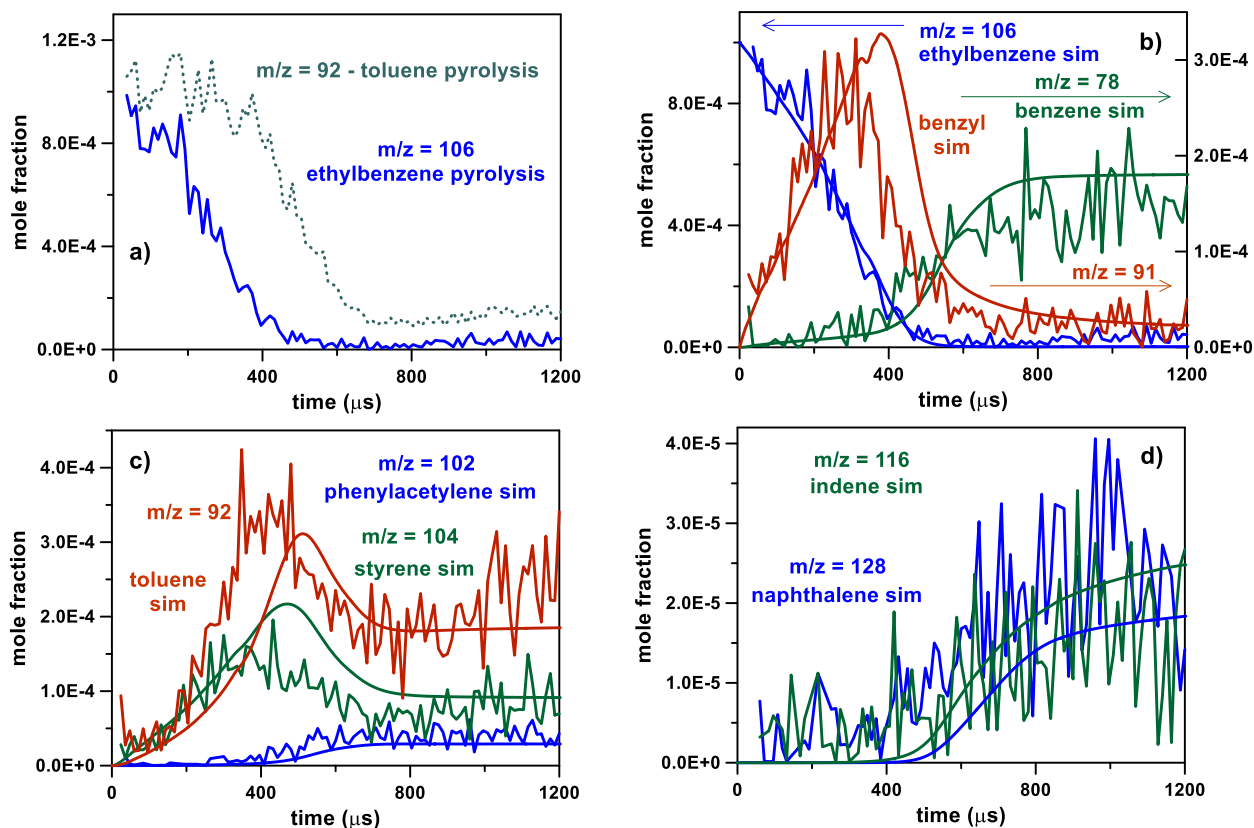 a)
1.2E-3
8.0E-4
4.0E-4
0.0E+0
mole fraction
m/z = 92 - toluene pyrolysis
m/z = 106
ethylbenzene pyrolysis
0
400
800
1200
time (μs)
b)
8.0E-4
4.0E-4
0.0E+0
mole fraction
m/z = 106
ethylbenzene sim
m/z = 78
benzene sim
benzyl
sim
m/z = 91
3.0E-4
2.0E-4
1.0E-4
0.0E+0
0
400
800
1200
time (μs)
c)
4.0E-4
3.0E-4
2.0E-4
1.0E-4
0.0E+0
mole fraction
m/z = 102
phenylacetylene sim
m/z = 92
m/z = 104
styrene sim
toluene
sim
0
400
800
1200
time (μs)
d)
4.0E-5
3.0E-5
2.0E-5
1.0E-5
0.0E+0
mole fraction
m/z = 116
indene sim
m/z = 128
naphthalene sim
0
400
800
1200
time (μs)